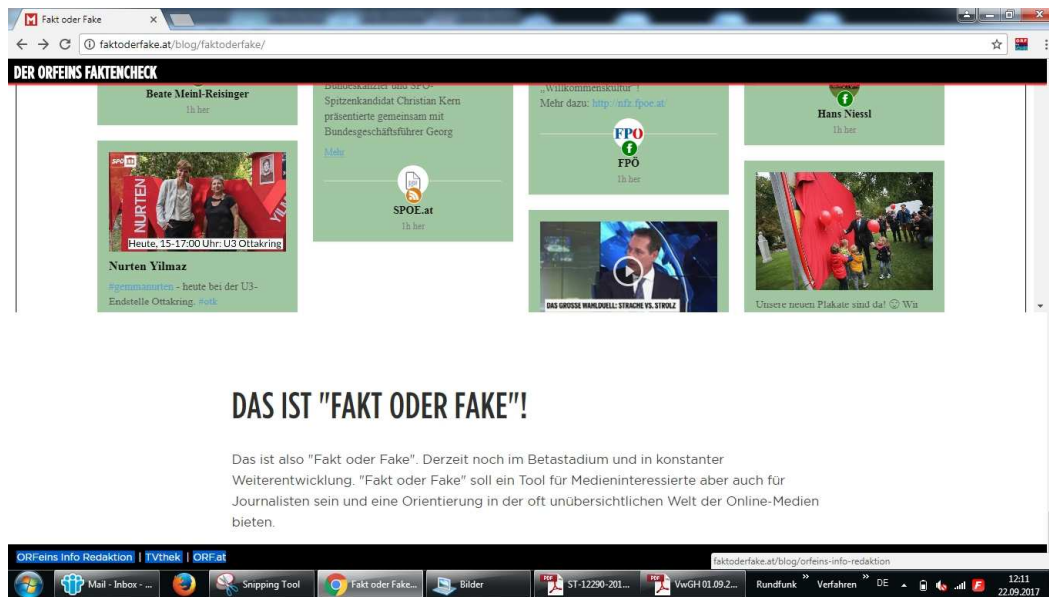 Fakt oder Fake
faktoderfake.at/blog/faktoderfake/
DER ORFEINS FAKTENCHECK
Beate Meinl-Reisinger
1h her
SPÖ
NURTEN
Heute, 15-17:00 Uhr: U3 Ottakring
Nurten Yilmaz
#gemmanurten - heute bei der U3-
Endstelle Ottakring. #otk
Bundeskanzler und SPÖ-
Spitzenkandidat Christian Kern
präsentierte gemeinsam mit
Bundesgeschäftsführer Georg
Mehr
SPOE.at
1h her
„Willkommenskultur“!
Mehr dazu: http://nfz.fpoe.at/
FPÖ
FPÖ
1h her
DAS GROSSE WAHLDUELL: STRACHE VS. STROLZ
Hans Niessl
1h her
Unsere neuen Plakate sind da! 🙂 Wir
DAS IST "FAKT ODER FAKE"!
Das ist also "Fakt oder Fake". Derzeit noch im Betastadium und in konstanter
Weiterentwicklung. "Fakt oder Fake" soll ein Tool für Medieninteressierte aber auch für
Journalisten sein und eine Orientierung in der oft unübersichtlichen Welt der Online-Medien
bieten.
ORFeins Info Redaktion | TVthek | ORF.at
faktoderfake.at/blog/orfeins-info-redaktion
Mail - Inbox - ...
Snipping Tool
Fakt oder Fake...
Bilder
ST-12290-201...
VwGH 01.09.2...
Rundfunk
Verfahren
DE
12:11
22.09.2017